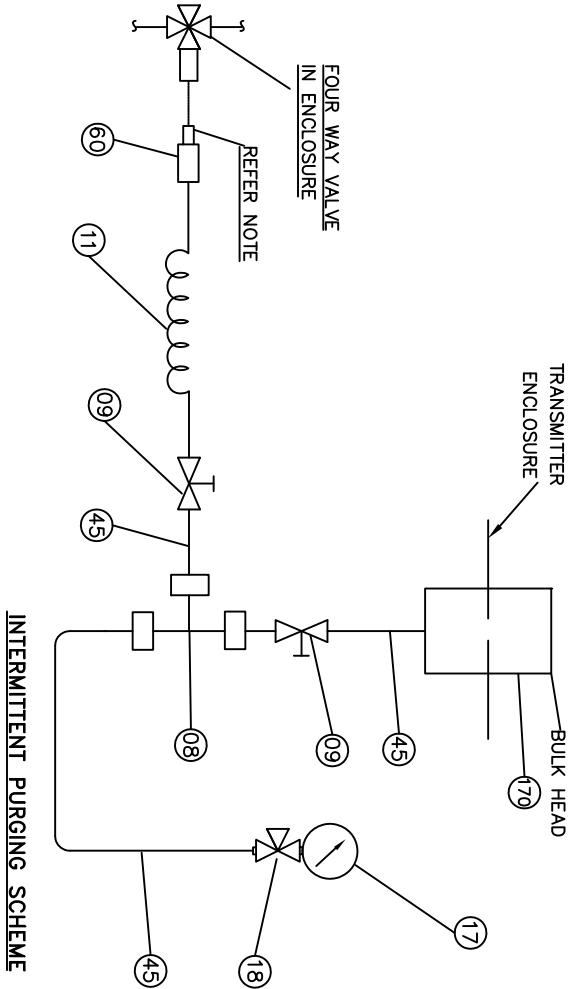 FOUR WAY VALVE
IN ENCLOSURE
REFER NOTE
60
11
09
45
TRANSMITTER
ENCLOSURE
BULK HEAD
170
45
09
08
17
18
45
INTERMITTENT PURGING SCHEME